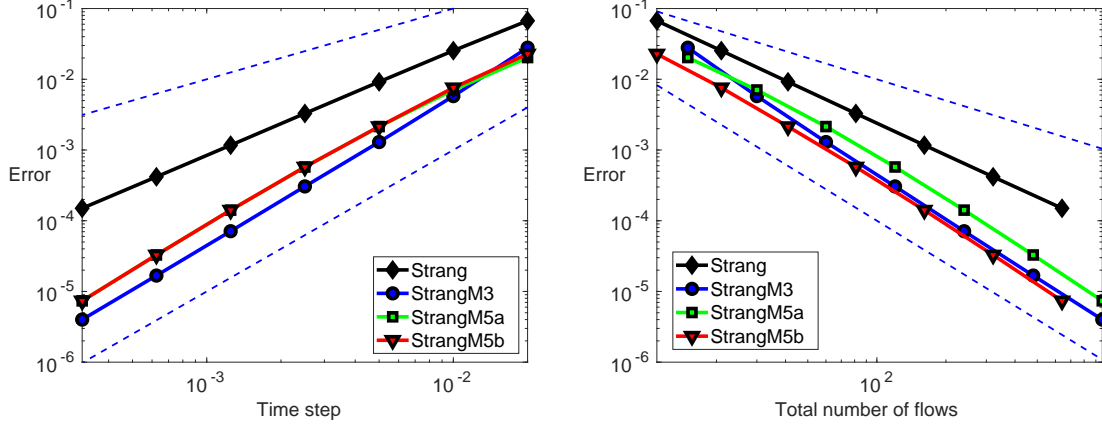 10^-1
10^-2
10^-3
Error
10^-4
10^-5
10^-6
10^-3
10^-2
Time step
Strang
StrangM3
StrangM5a
StrangM5b
10^-1
10^-2
10^-3
Error
10^-4
10^-5
10^-6
10^2
Total number of flows
Strang
StrangM3
StrangM5a
StrangM5b